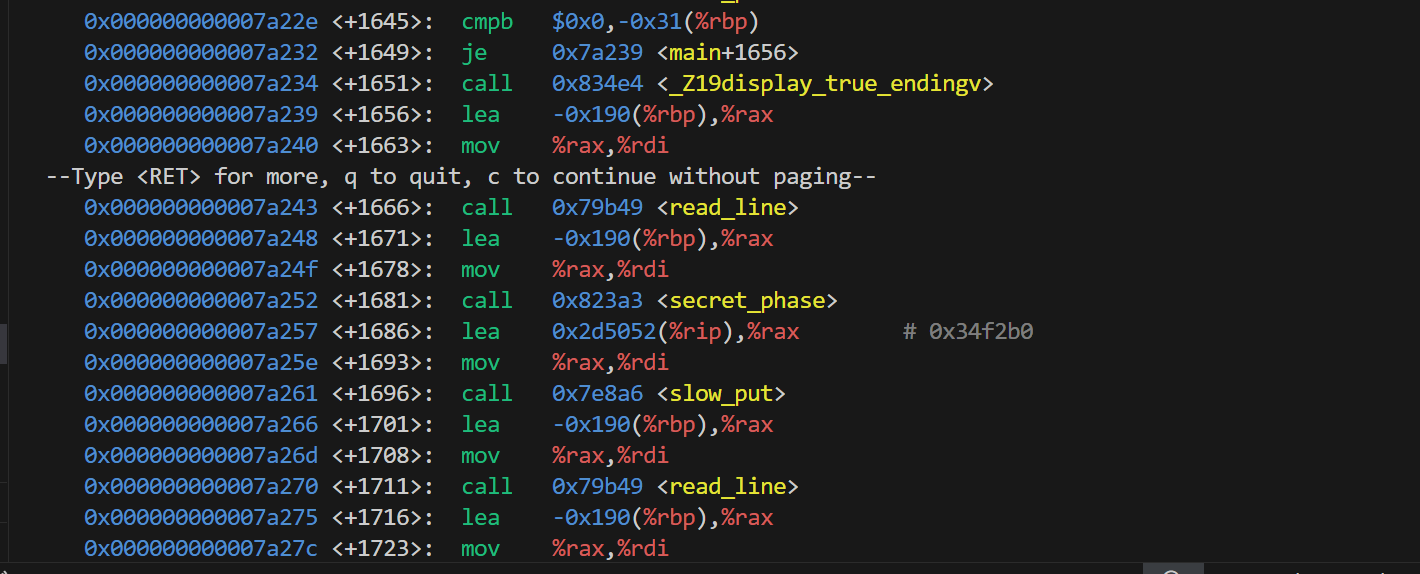 0x000000000007a22e <+1645>: cmpb $0x0,-0x31(%rbp)
0x000000000007a232 <+1649>: je 0x7a239 <main+1656>
0x000000000007a234 <+1651>: call 0x834e4 <_Z19display_true_endingv>
0x000000000007a239 <+1656>: lea -0x190(%rbp),%rax
0x000000000007a240 <+1663>: mov %rax,%rdi
--Type <RET> for more, q to quit, c to continue without paging--
0x000000000007a243 <+1666>: call 0x79b49 <read_line>
0x000000000007a248 <+1671>: lea -0x190(%rbp),%rax
0x000000000007a24f <+1678>: mov %rax,%rdi
0x000000000007a252 <+1681>: call 0x823a3 <secret_phase>
0x000000000007a257 <+1686>: lea 0x2d5052(%rip),%rax # 0x34f2b0
0x000000000007a25e <+1693>: mov %rax,%rdi
0x000000000007a261 <+1696>: call 0x7e8a6 <slow_put>
0x000000000007a266 <+1701>: lea -0x190(%rbp),%rax
0x000000000007a26d <+1708>: mov %rax,%rdi
0x000000000007a270 <+1711>: call 0x79b49 <read_line>
0x000000000007a275 <+1716>: lea -0x190(%rbp),%rax
0x000000000007a27c <+1723>: mov %rax,%rdi